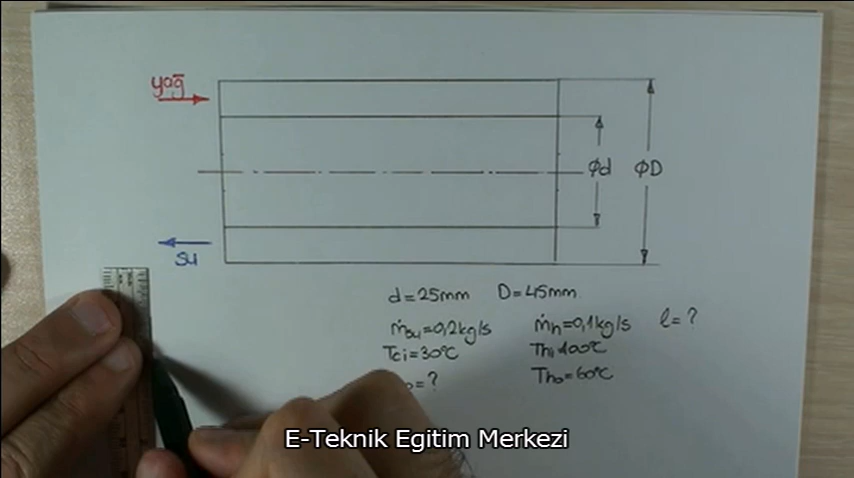 yağ
su
Φd ΦD
d=25mm D=45mm
ṁsu=0,2kg/s ṁh=0,1kg/s l=?
Tci=30°C Thi=100°C
o=? Tho=60°C
E-Teknik Egitim Merkezi